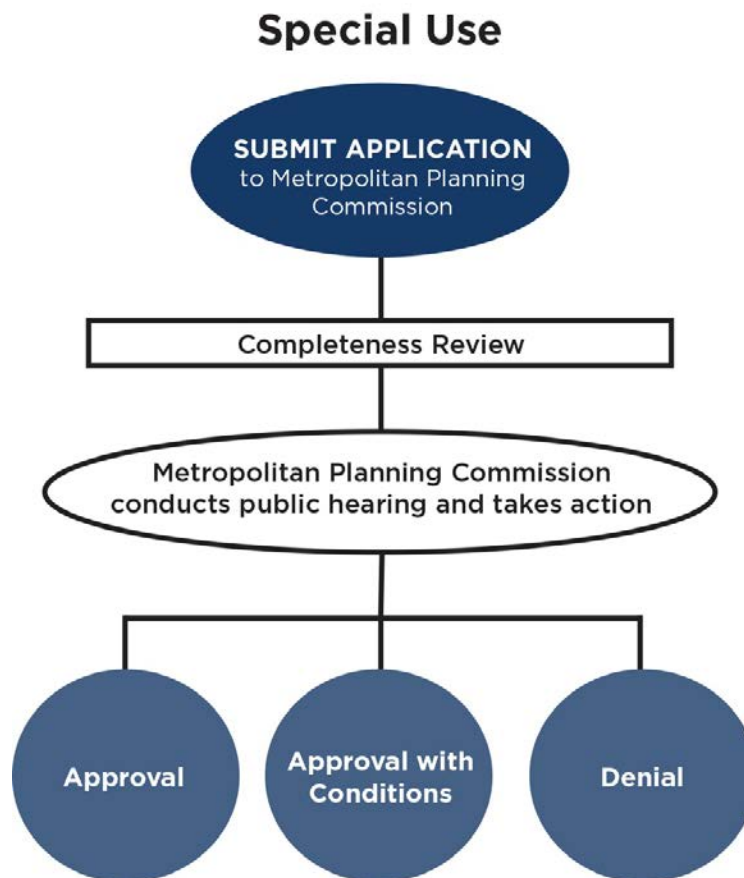 Special Use
SUBMIT APPLICATION
to Metropolitan Planning
Commission
Completeness Review
Metropolitan Planning Commission
conducts public hearing and takes action
Approval
Approval with
Conditions
Denial